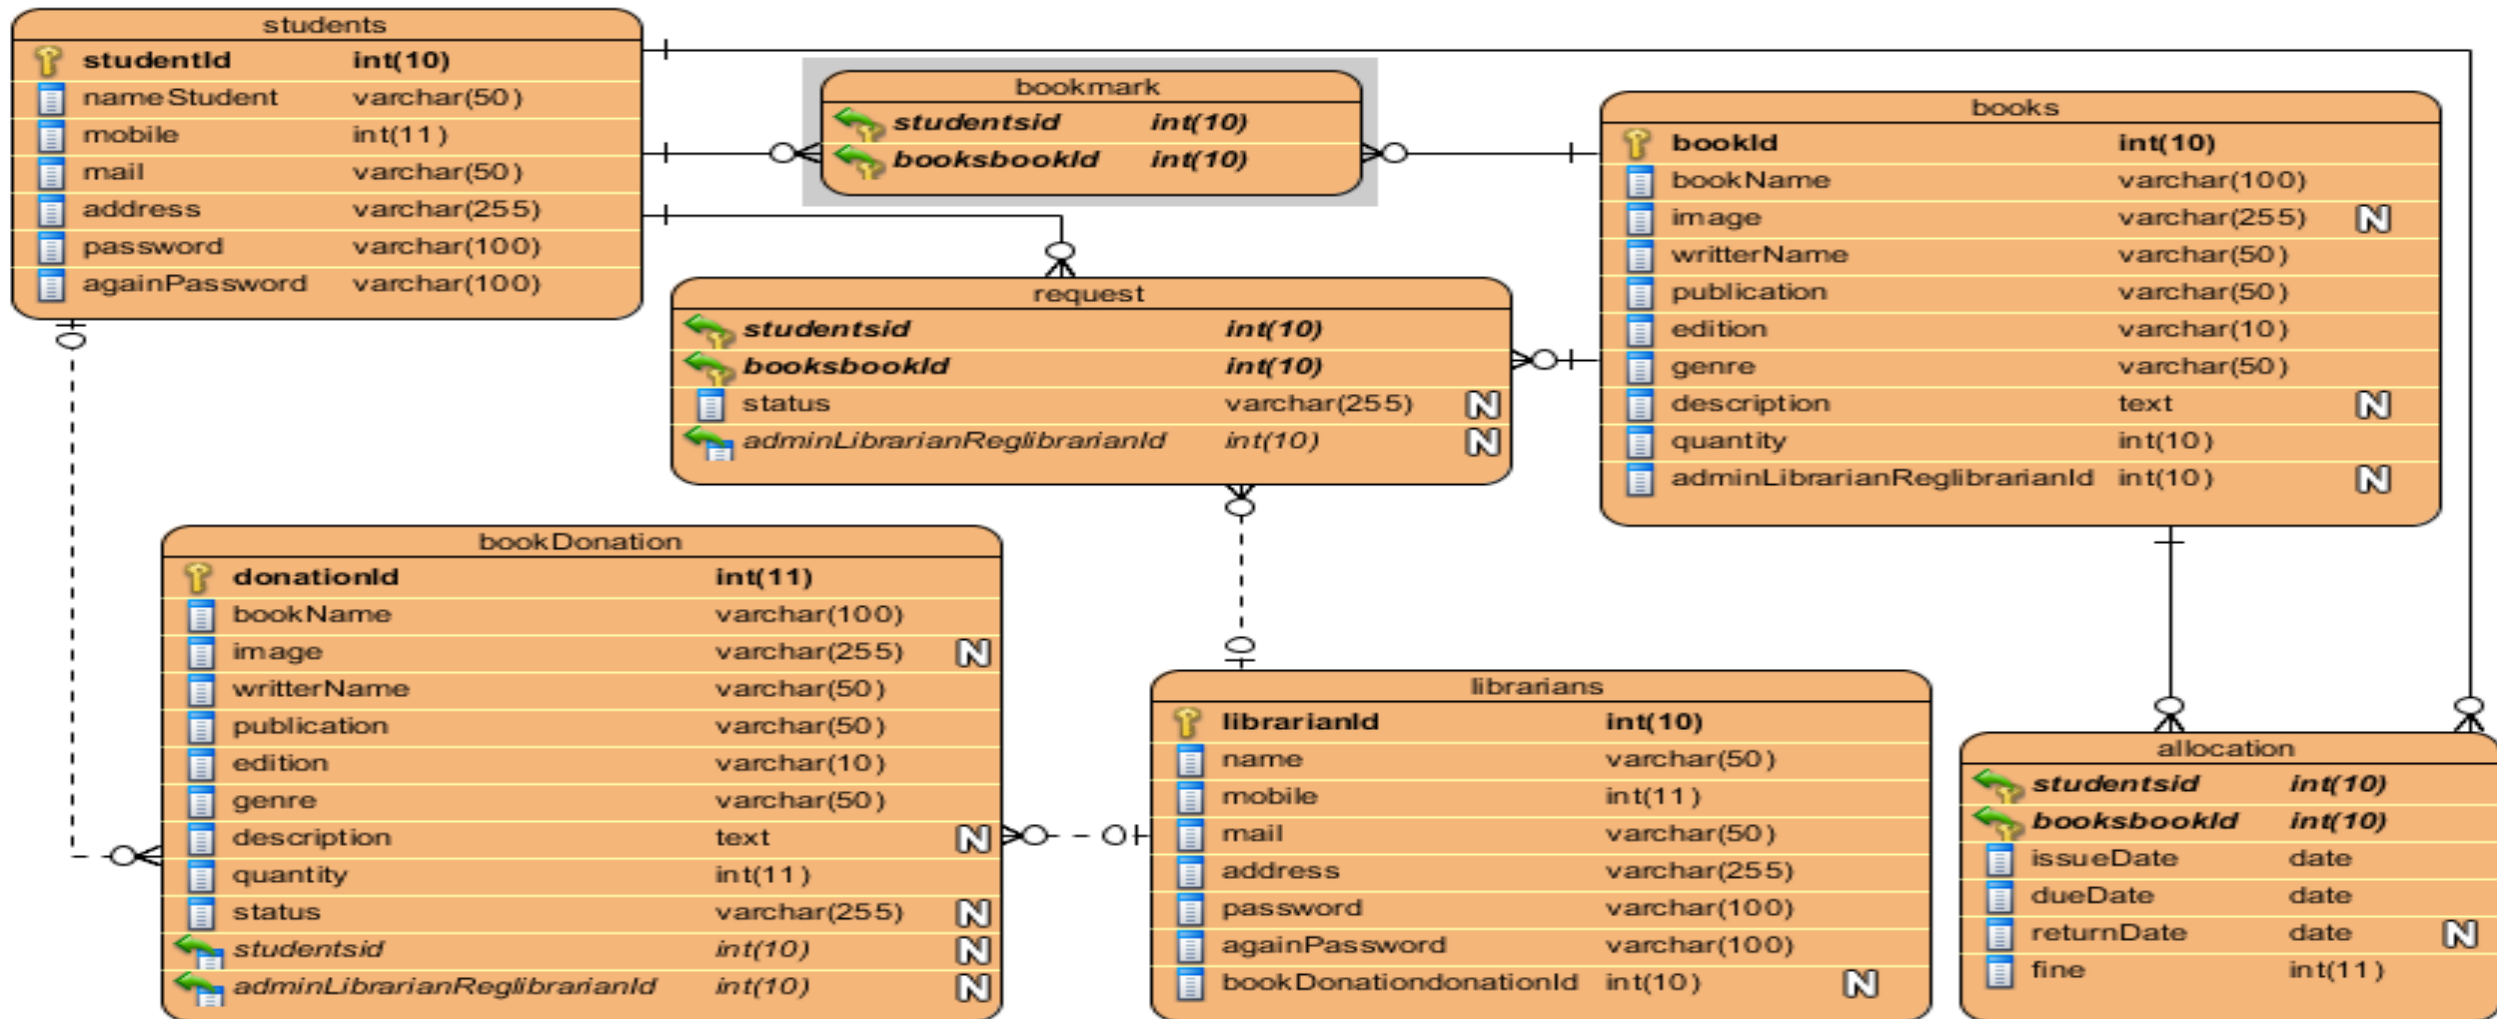 students
studentId int(10)
nameStudent varchar(50)
mobile int(11)
mail varchar(50)
address varchar(255)
password varchar(100)
againPassword varchar(100)
bookmark
studentsid int(10)
booksbookId int(10)
books
bookId int(10)
bookName varchar(100)
image varchar(255) N
writterName varchar(50)
publication varchar(50)
edition varchar(10)
genre varchar(50)
description text N
quantity int(10)
adminLibrarianReglibrarianId int(10) N
request
studentsid int(10)
booksbookId int(10)
status varchar(255) N
adminLibrarianReglibrarianId int(10) N
bookDonation
donationId int(11)
bookName varchar(100)
image varchar(255) N
writterName varchar(50)
publication varchar(50)
edition varchar(10)
genre varchar(50)
description text N
quantity int(11)
status varchar(255) N
studentsid int(10) N
adminLibrarianReglibrarianId int(10) N
librarians
librarianId int(10)
name varchar(50)
mobile int(11)
mail varchar(50)
address varchar(255)
password varchar(100)
againPassword varchar(100)
bookDonationdonationId int(10) N
allocation
studentsid int(10)
booksbookId int(10)
issueDate date
dueDate date
returnDate date N
fine int(11)